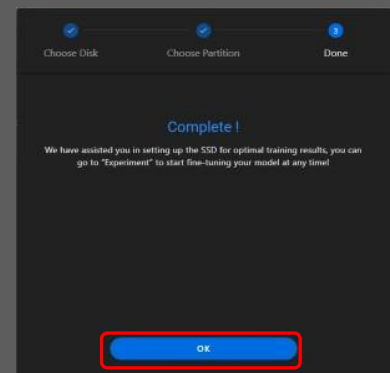 3
Choose Disk Choose Partition Done
Complete !
We have assisted you in setting up the SSD for optimal training results, you can
go to "Experiment" to start fine-tuning your model at any time!
OK